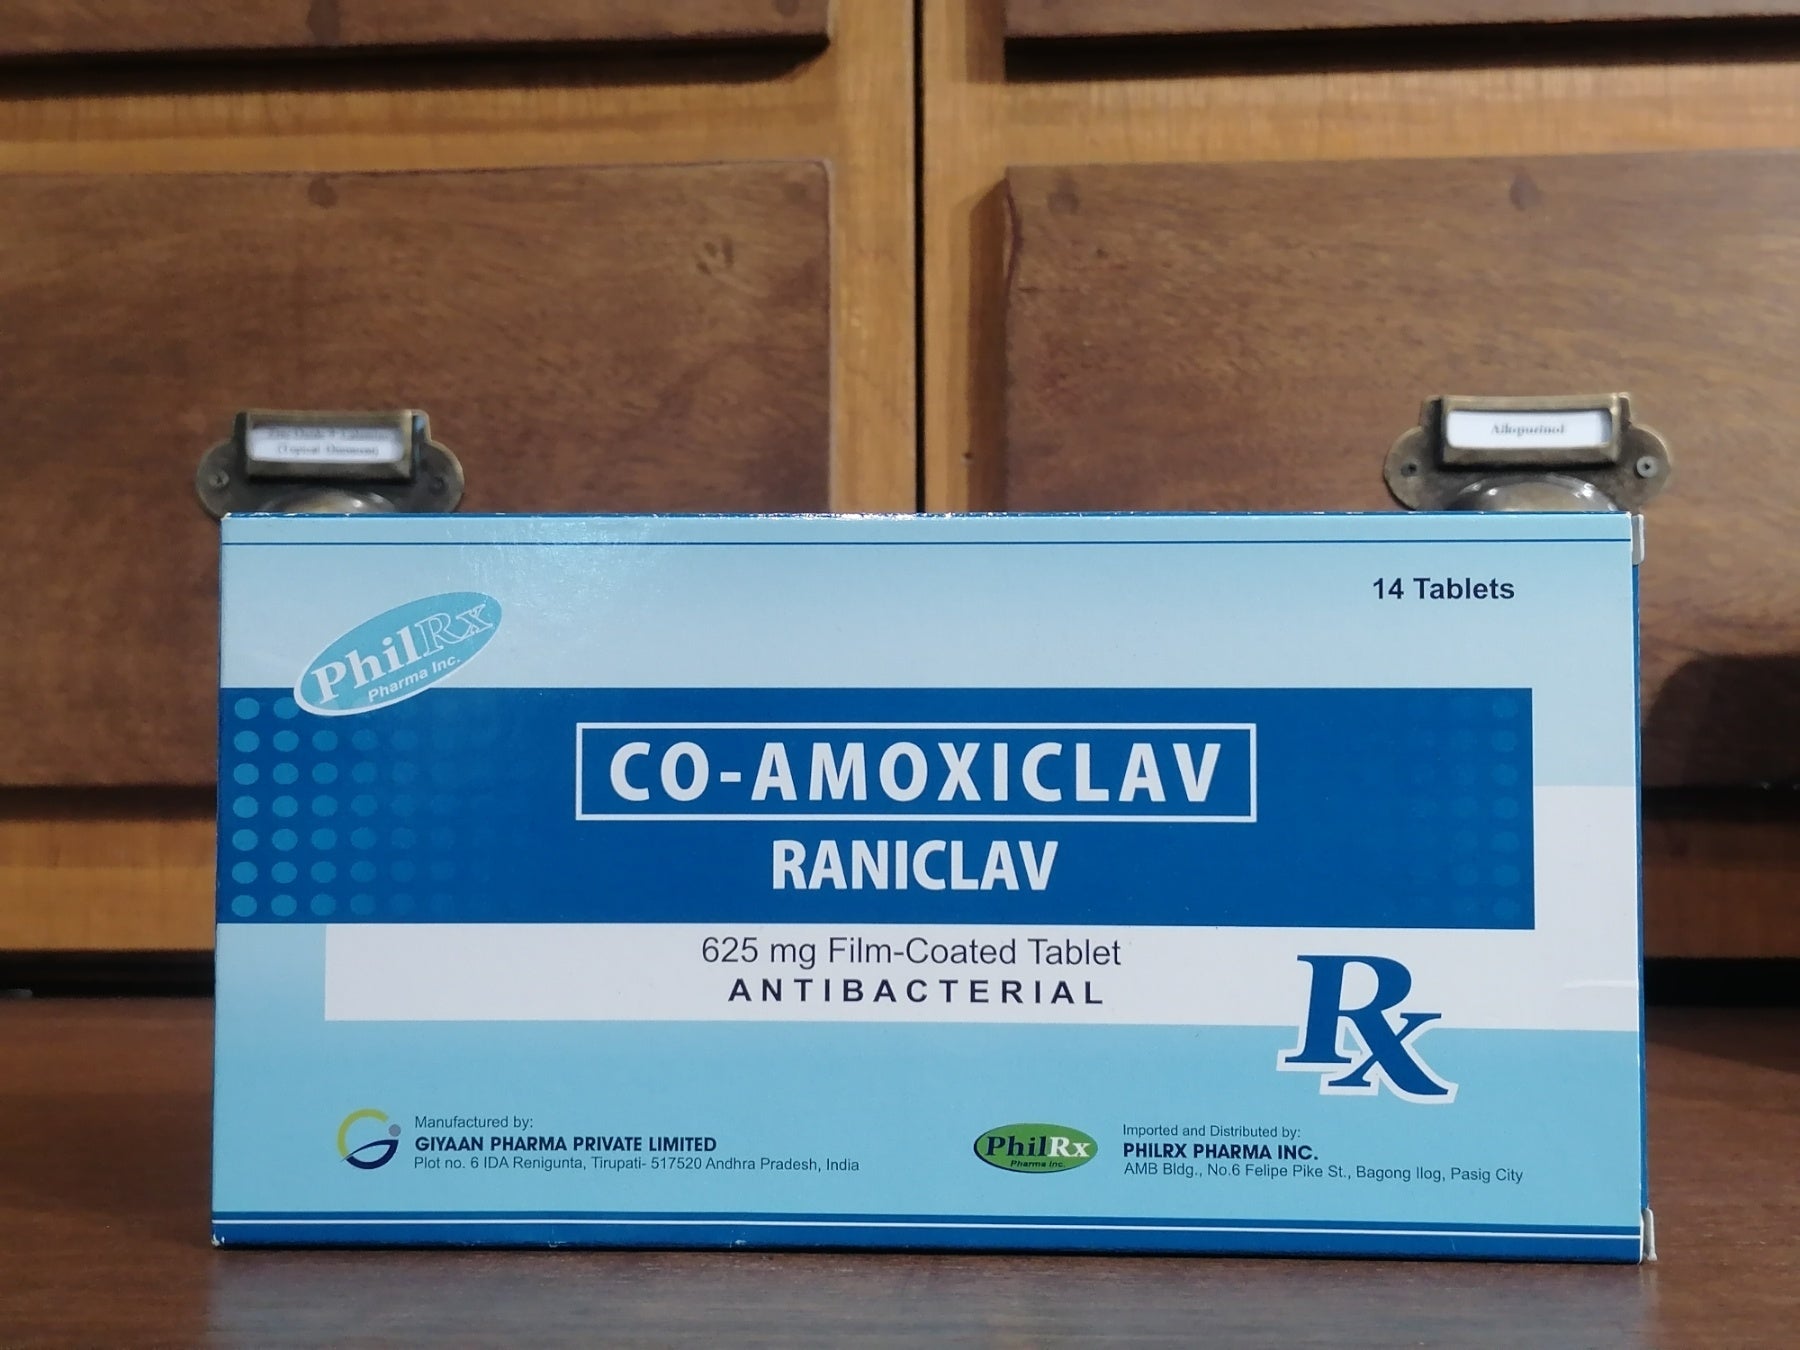 (Topical Ointment)
Allopurinol
14 Tablets
PhilRx
Pharma Inc.
CO-AMOXICLAV
RANICLAV
625 mg Film-Coated Tablet
ANTIBACTERIAL
Rx
Manufactured by:
GIYAAN PHARMA PRIVATE LIMITED
Plot no. 6 IDA Renigunta, Tirupati- 517520 Andhra Pradesh, India
PhilRx
Pharma Inc.
Imported and Distributed by:
PHILRX PHARMA INC.
AMB Bldg., No.6 Felipe Pike St., Bagong Ilog, Pasig City